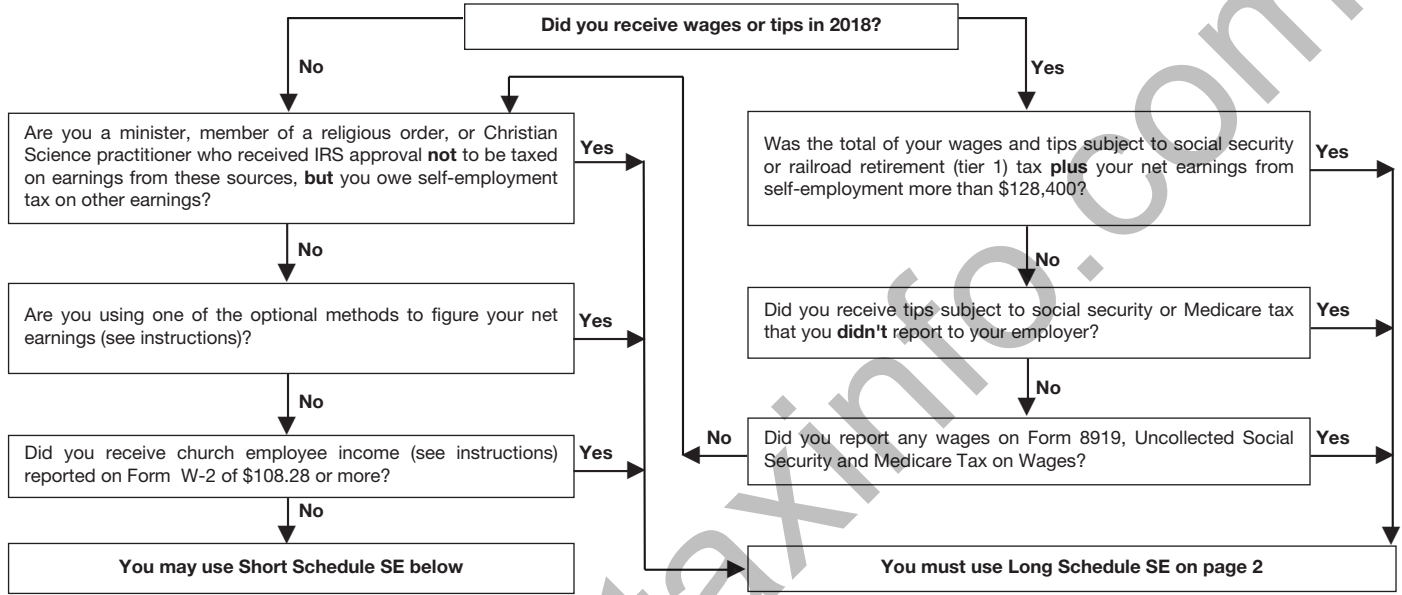 Did you receive wages or tips in 2018?
No
Yes
Are you a minister, member of a religious order, or Christian
Science practitioner who received IRS approval not to be taxed
on earnings from these sources, but you owe self-employment
tax on other earnings?
Yes
Was the total of your wages and tips subject to social security
or railroad retirement (tier 1) tax plus your net earnings from
self-employment more than $128,400?
Yes
No
No
Are you using one of the optional methods to figure your net
earnings (see instructions)?
Yes
Did you receive tips subject to social security or Medicare tax
that you didn't report to your employer?
Yes
No
No
Did you receive church employee income (see instructions)
reported on Form W-2 of $108.28 or more?
Yes
No
Did you report any wages on Form 8919, Uncollected Social
Security and Medicare Tax on Wages?
Yes
No
You may use Short Schedule SE below
You must use Long Schedule SE on page 2
taxinfo.com